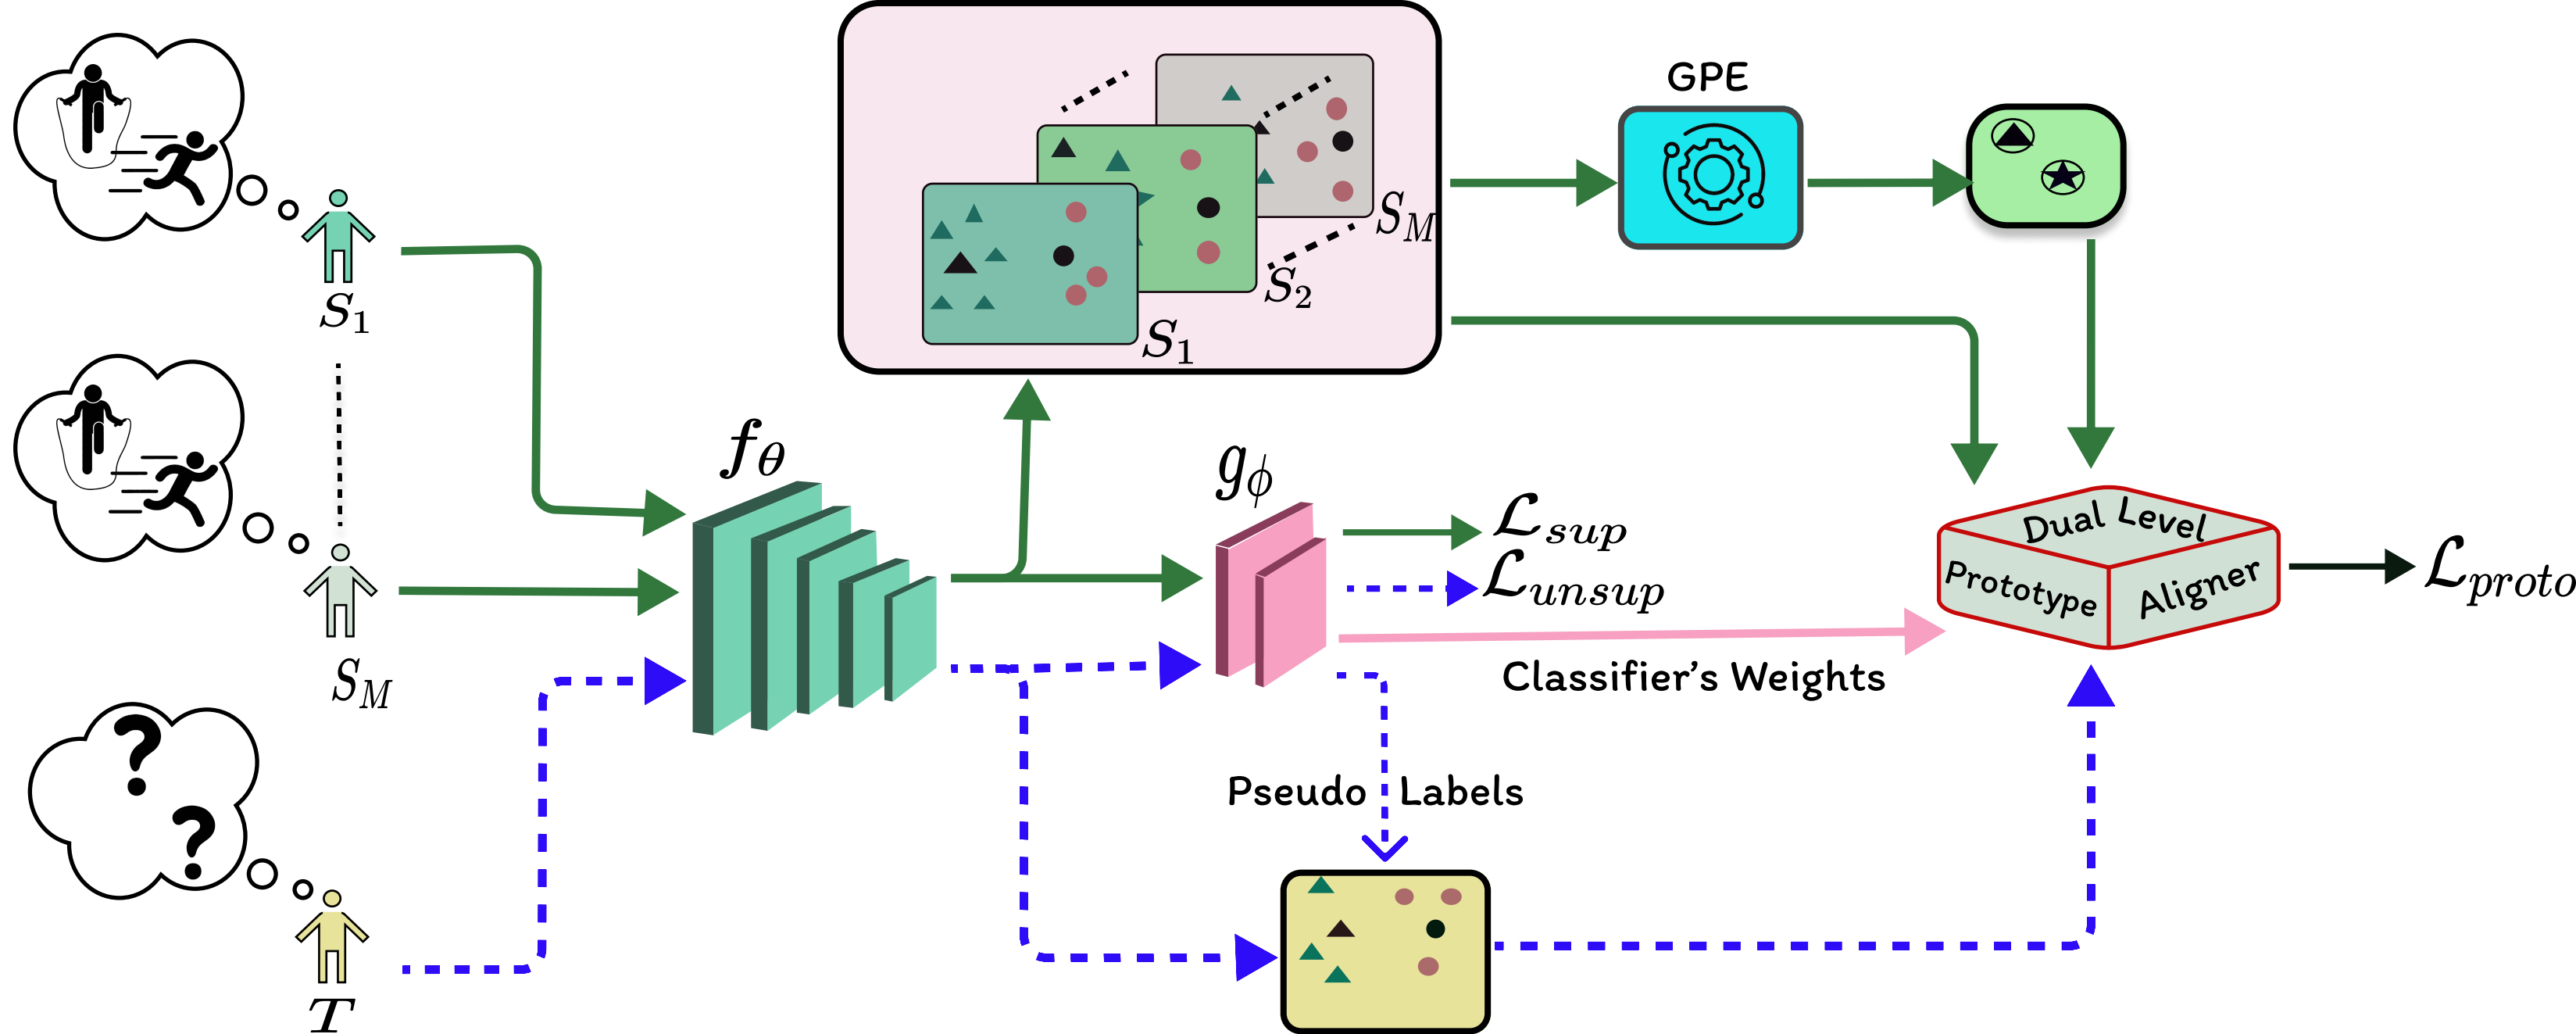 GPE
S_M
S_2
S_1
S_1
f_θ
g_ϕ
ℒ_sup
ℒ_unsup
Dual Level
Prototype
Aligner
ℒ_proto
S_M
Classifier's Weights
?
?
Pseudo Labels
T